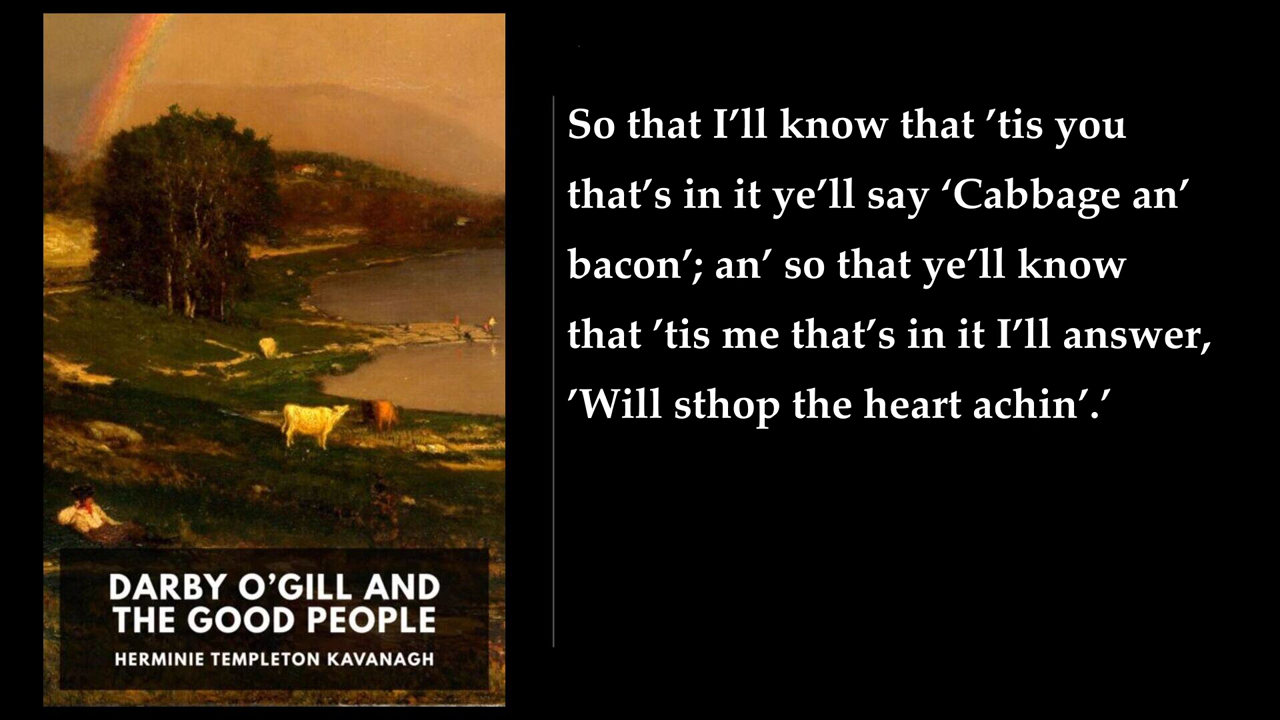 So that I’ll know that ’tis you
that’s in it ye’ll say ‘Cabbage an’
bacon’; an’ so that ye’ll know
that ’tis me that’s in it I’ll answer,
’Will sthop the heart achin’.’
DARBY O’GILL AND
THE GOOD PEOPLE
HERMINIE TEMPLETON KAVANAGH